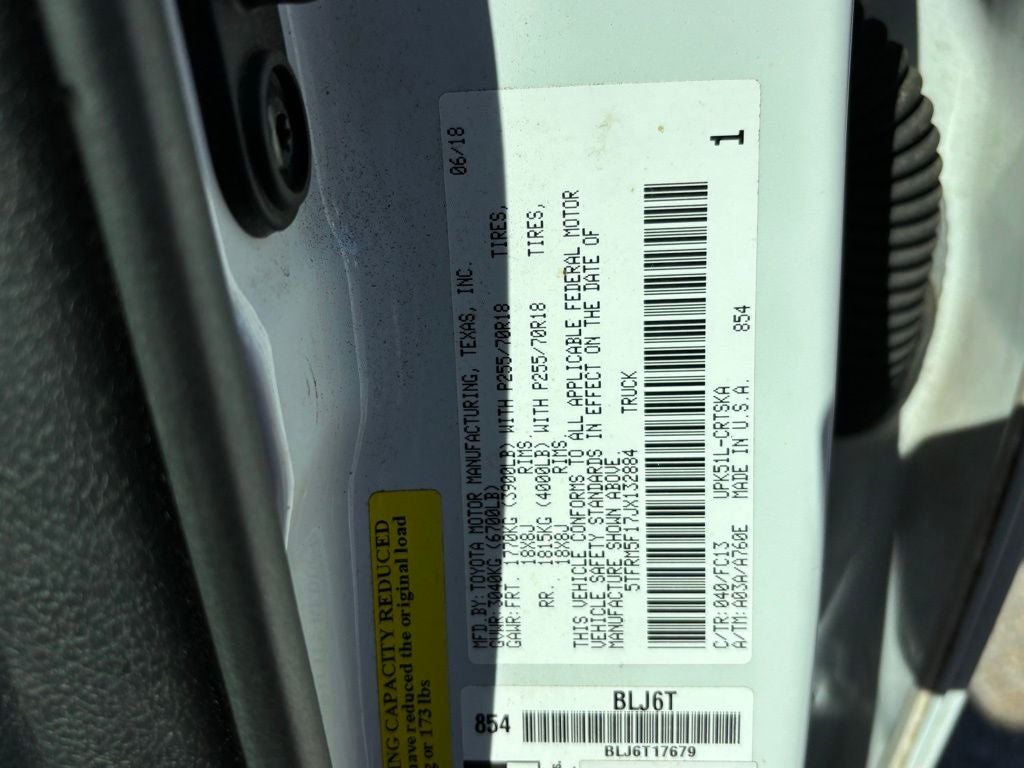 MFD.BY:TOYOTA MOTOR MANUFACTURING, TEXAS, INC. 06/18
GVWR:3040KG (6700LB)
GAWR:FRT. 1770KG (3900LB) WITH P255/70R18 TIRES,
18X8J RIMS
RR. 1815KG (4000LB) WITH P255/70R18 TIRES,
18X8J RIMS
THIS VEHICLE CONFORMS TO ALL APPLICABLE FEDERAL MOTOR
VEHICLE SAFETY STANDARDS IN EFFECT ON THE DATE OF
MANUFACTURE SHOWN ABOVE
5TFRM5F17JX132884 TRUCK
C/TR:040/FC13 UPK51L-CRTSKA 854
A/TM:A03A/A760E MADE IN U.S.A. 1
ING CAPACITY REDUCED
have reduced the original load
g or 173 lbs
854 BLJ6T
BLJ6T17679